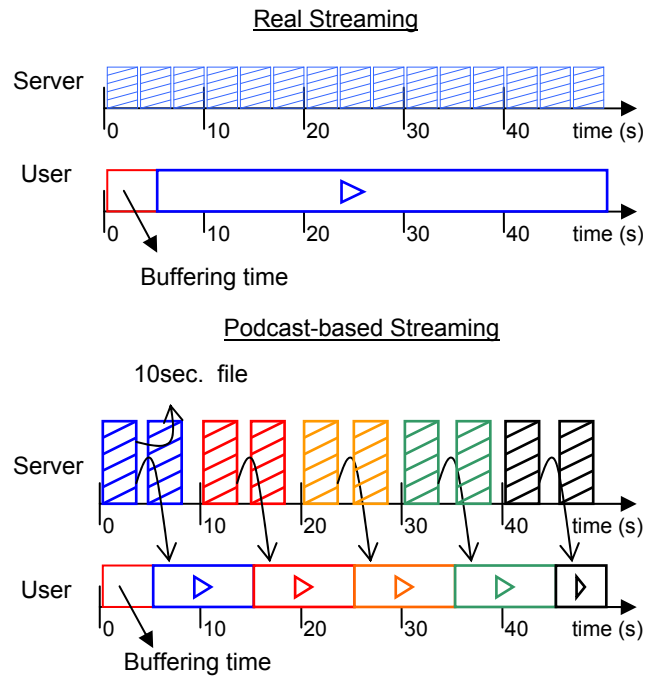 Real Streaming
Server
0 10 20 30 40 time (s)
User
0 10 20 30 40 time (s)
Buffering time
Podcast-based Streaming
10sec. file
Server
0 10 20 30 40 time (s)
User
0 10 20 30 40 time (s)
Buffering time